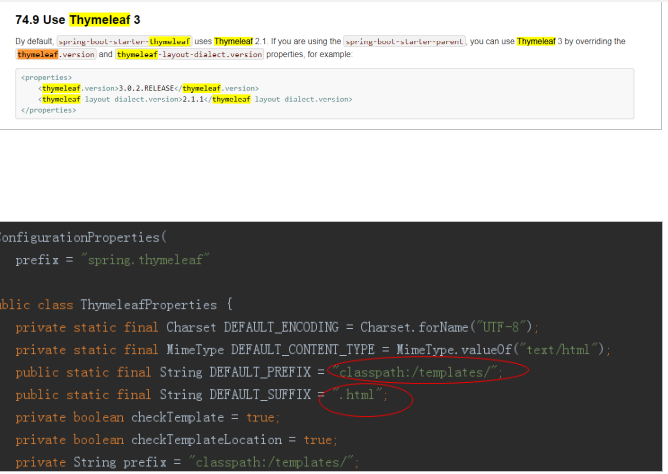 74.9 Use Thymeleaf 3
By default, spring-boot-starter-thymeleaf uses Thymeleaf 2.1. If you are using the spring-boot-starter-parent, you can use Thymeleaf 3 by overriding the
thymeleaf.version and thymeleaf-layout-dialect.version properties, for example:
<properties>
<thymeleaf.version>3.0.2.RELEASE</thymeleaf.version>
<thymeleaf layout dialect.version>2.1.1</thymeleaf layout dialect.version>
</properties>
onfigurationProperties(
prefix = "spring.thymeleaf"
blic class ThymeleafProperties {
private static final Charset DEFAULT_ENCODING = Charset.forName("UTF-8");
private static final MimeType DEFAULT_CONTENT_TYPE = MimeType.valueOf("text/html");
public static final String DEFAULT_PREFIX = "classpath:/templates/";
public static final String DEFAULT_SUFFIX = ".html";
private boolean checkTemplate = true;
private boolean checkTemplateLocation = true;
private String prefix = "classpath:/templates/";